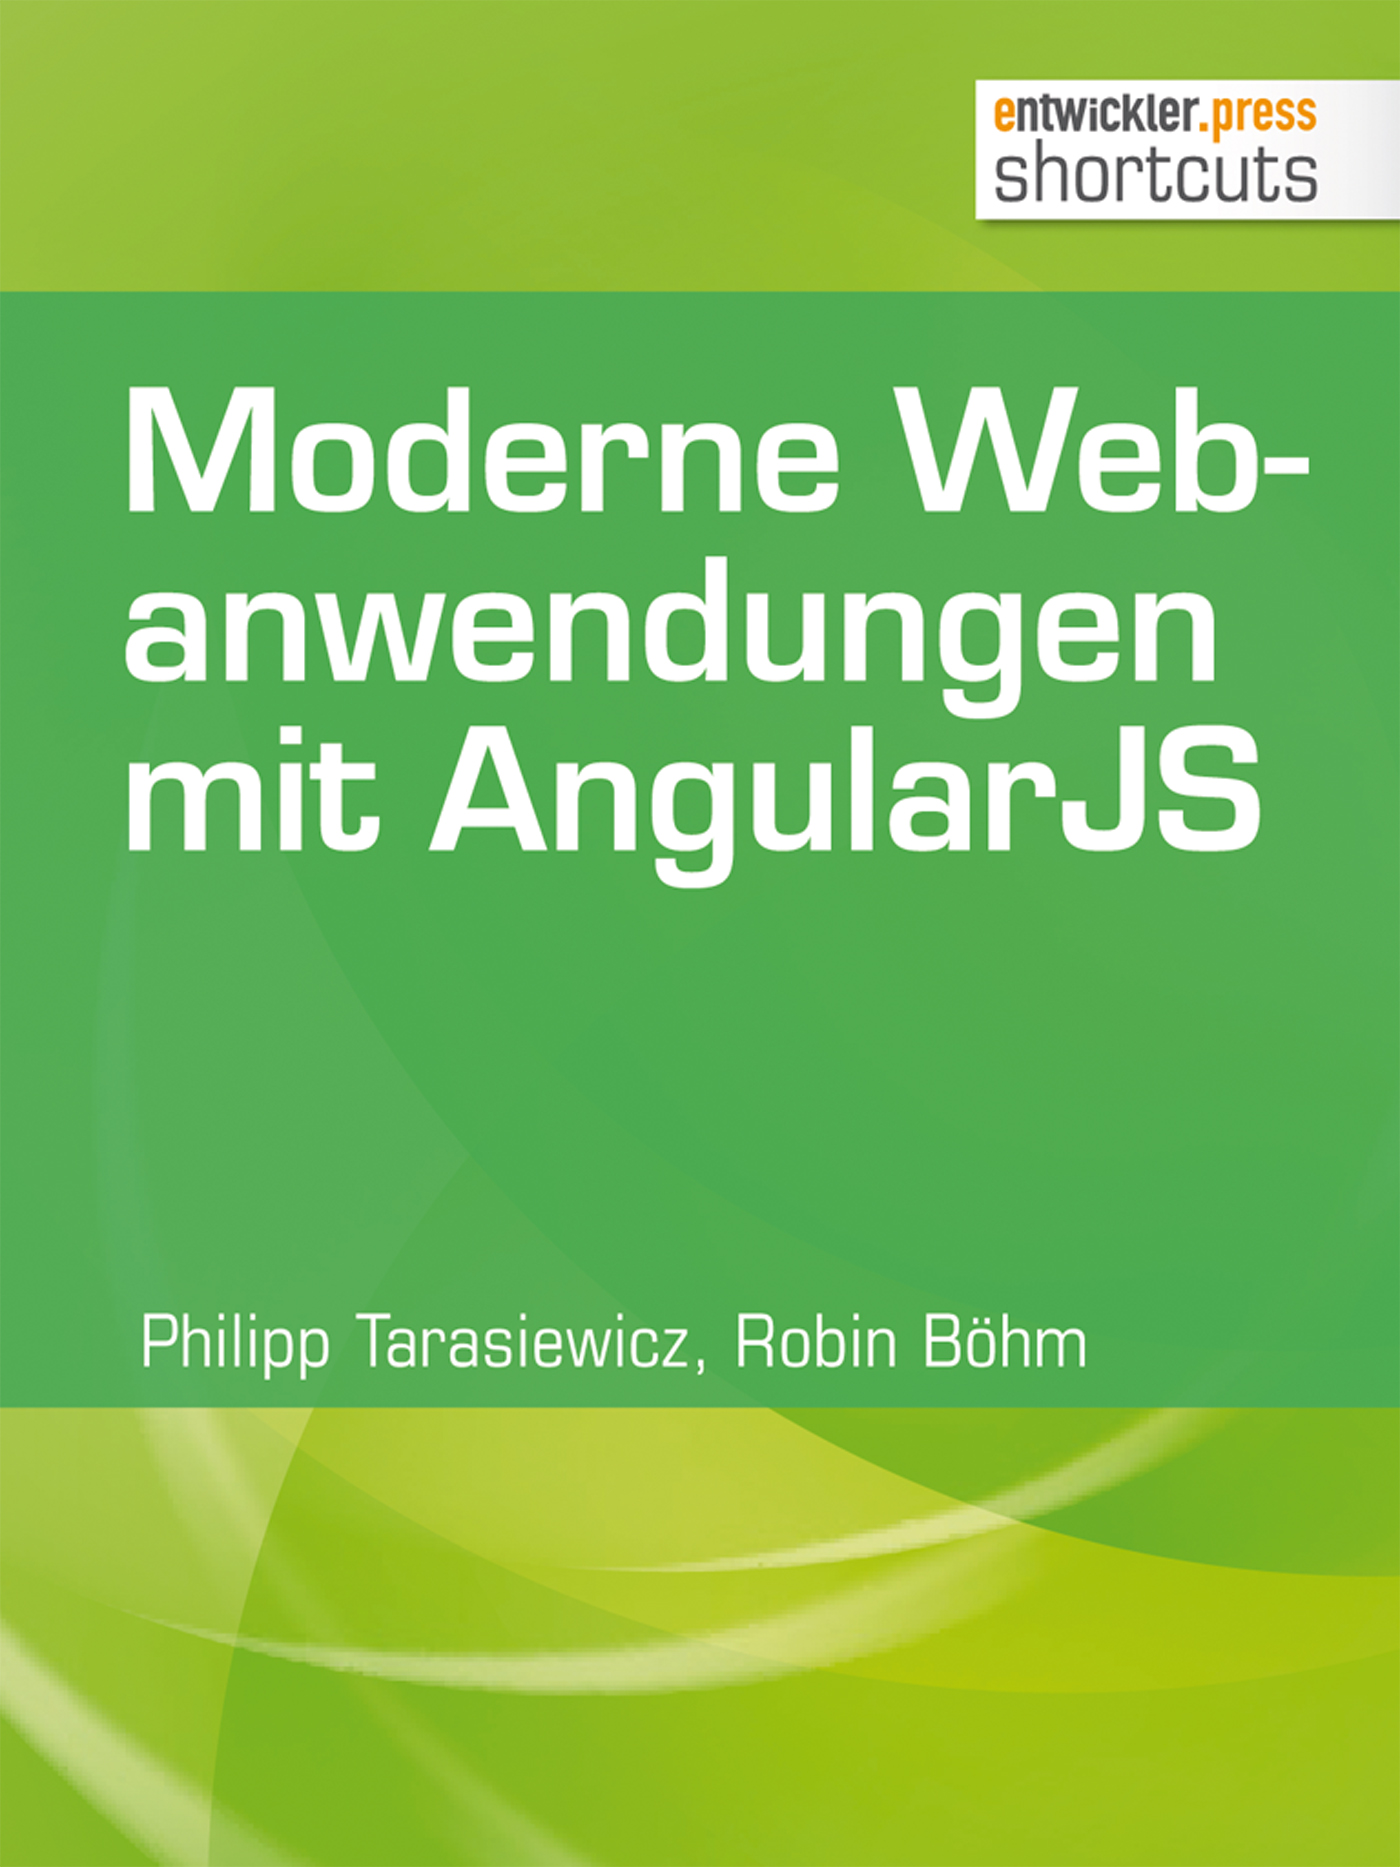 entwickler.press
shortcuts
Moderne Web-
anwendungen
mit AngularJS
Philipp Tarasiewicz, Robin Böhm